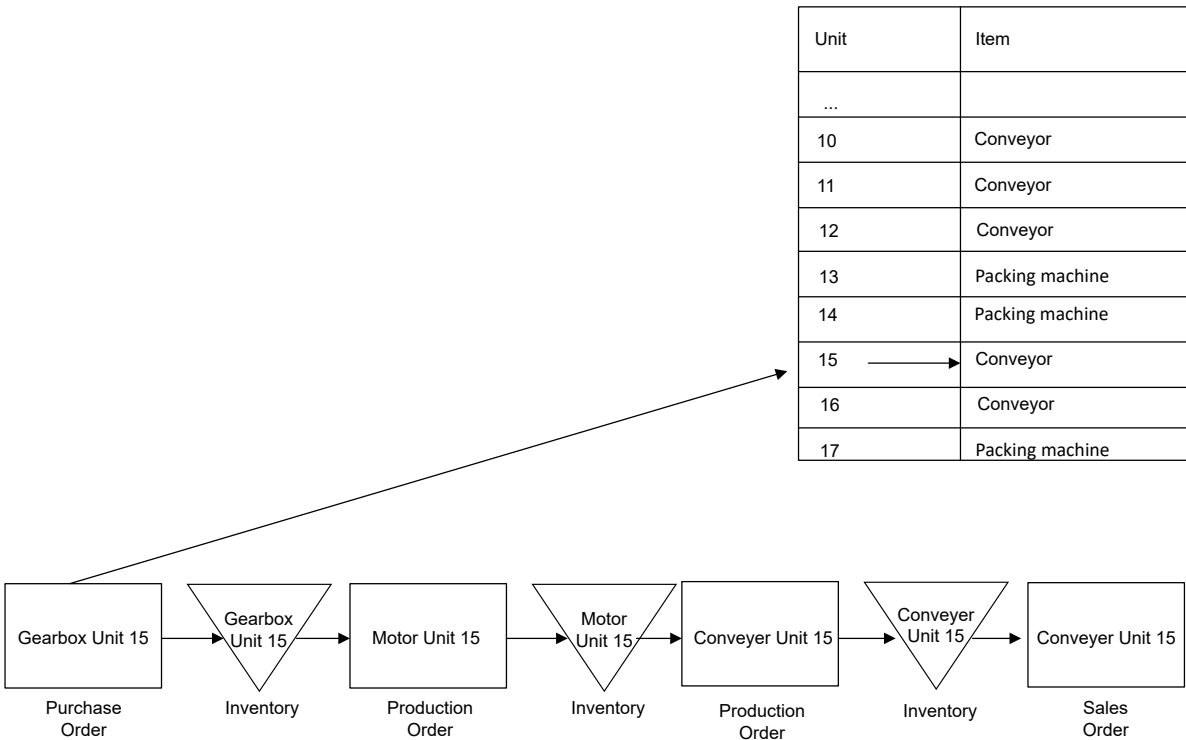 Unit Item
...
10 Conveyor
11 Conveyor
12 Conveyor
13 Packing machine
14 Packing machine
15 Conveyor
16 Conveyor
17 Packing machine
Gearbox Unit 15
Gearbox
Unit 15
Motor Unit 15
Motor
Unit 15
Conveyer Unit 15
Conveyer
Unit 15
Conveyer Unit 15
Purchase
Order
Inventory
Production
Order
Inventory
Production
Order
Inventory
Sales
Order